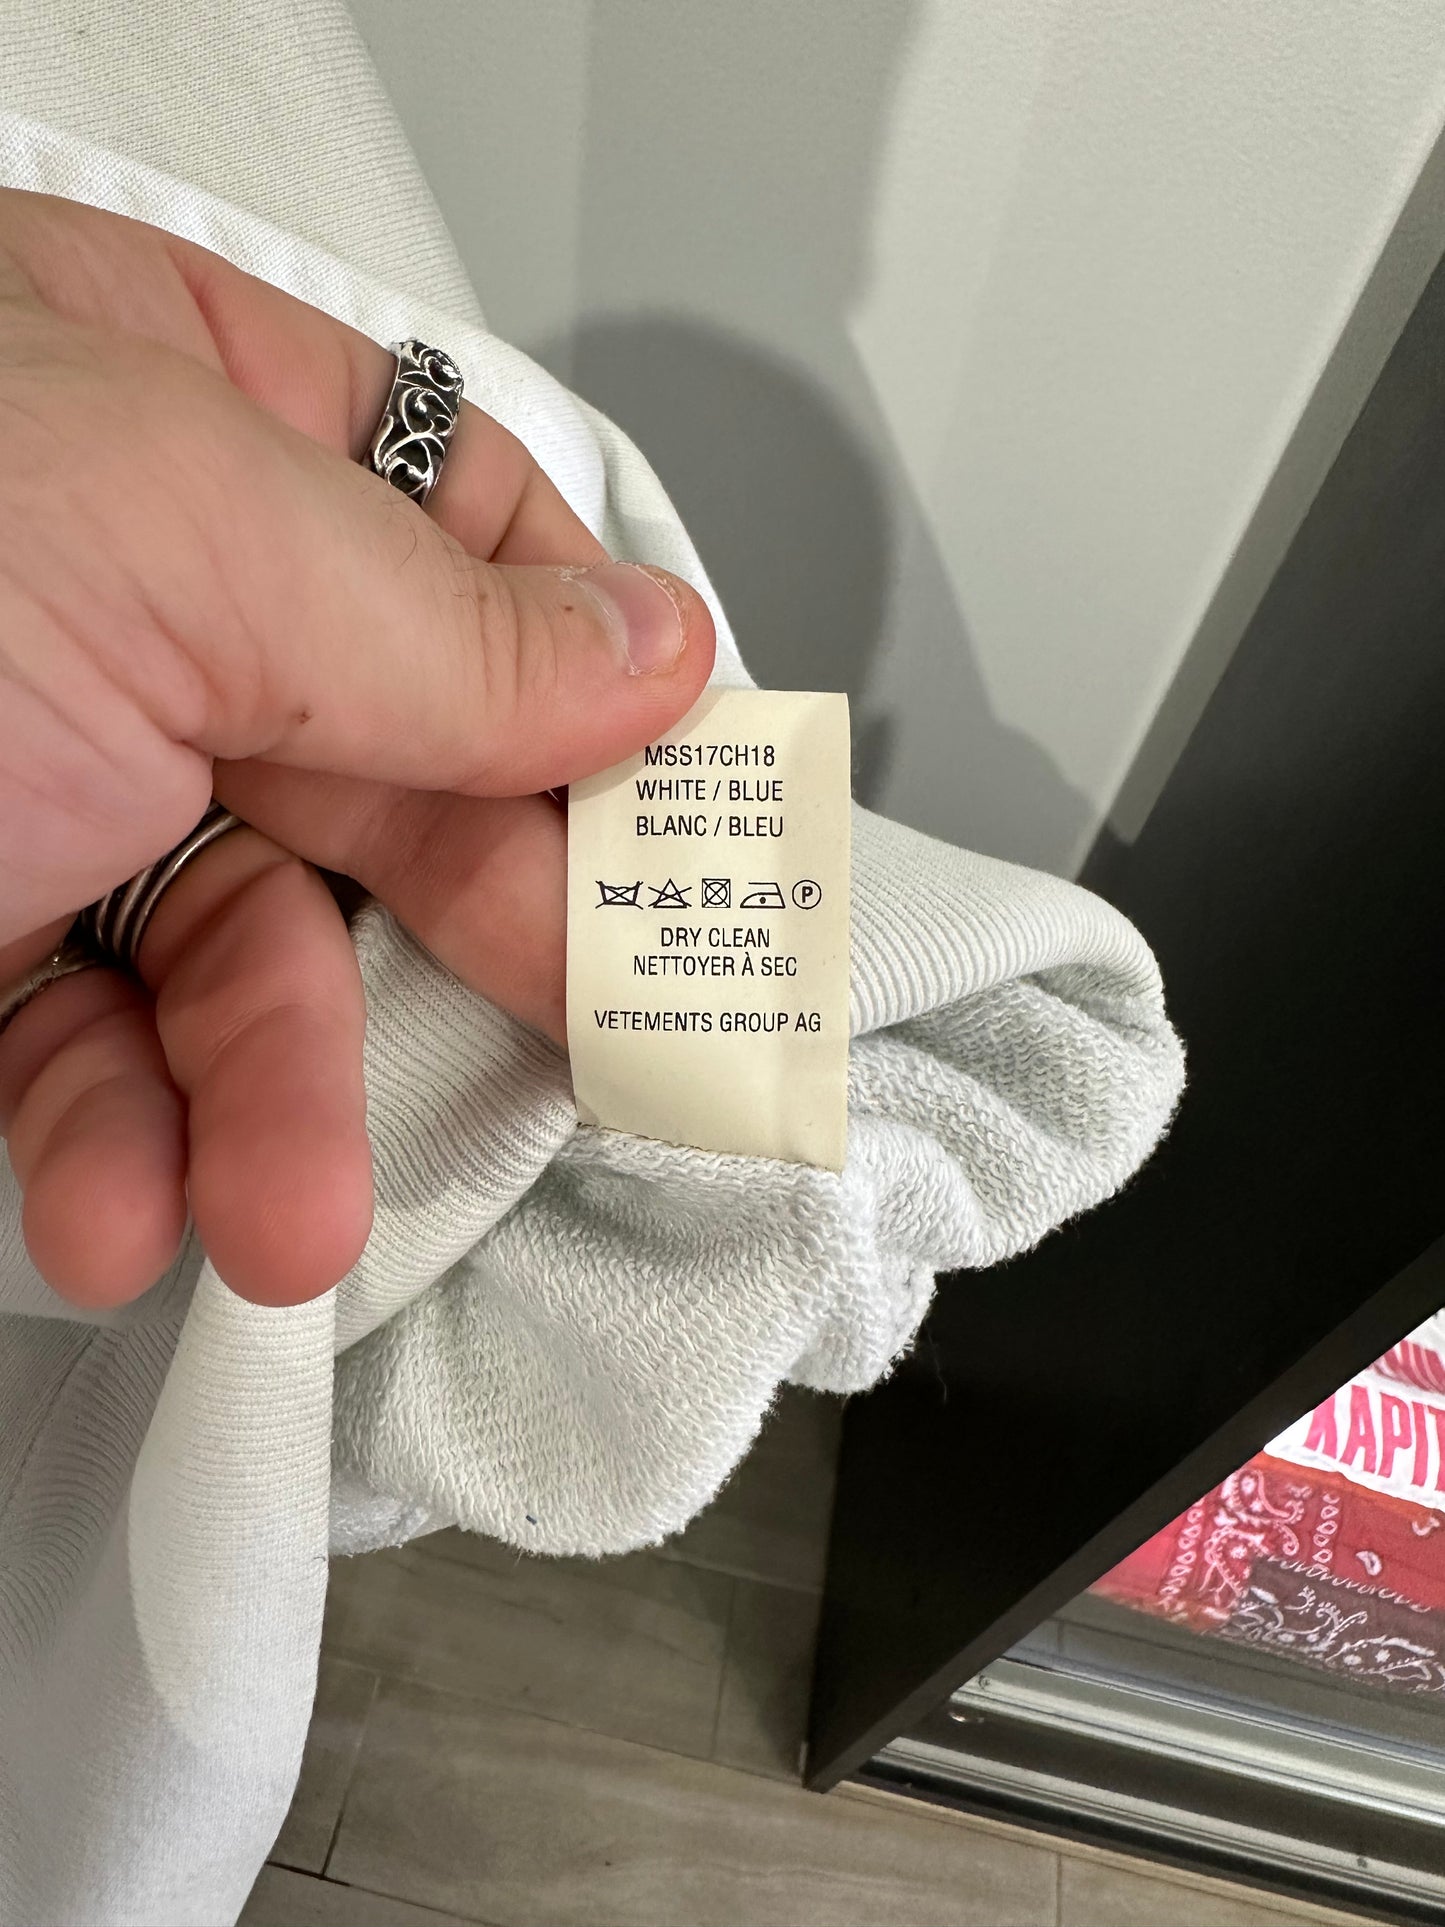 MSS17CH18
WHITE / BLUE
BLANC / BLEU
P
DRY CLEAN
NETTOYER À SEC
VETEMENTS GROUP AG